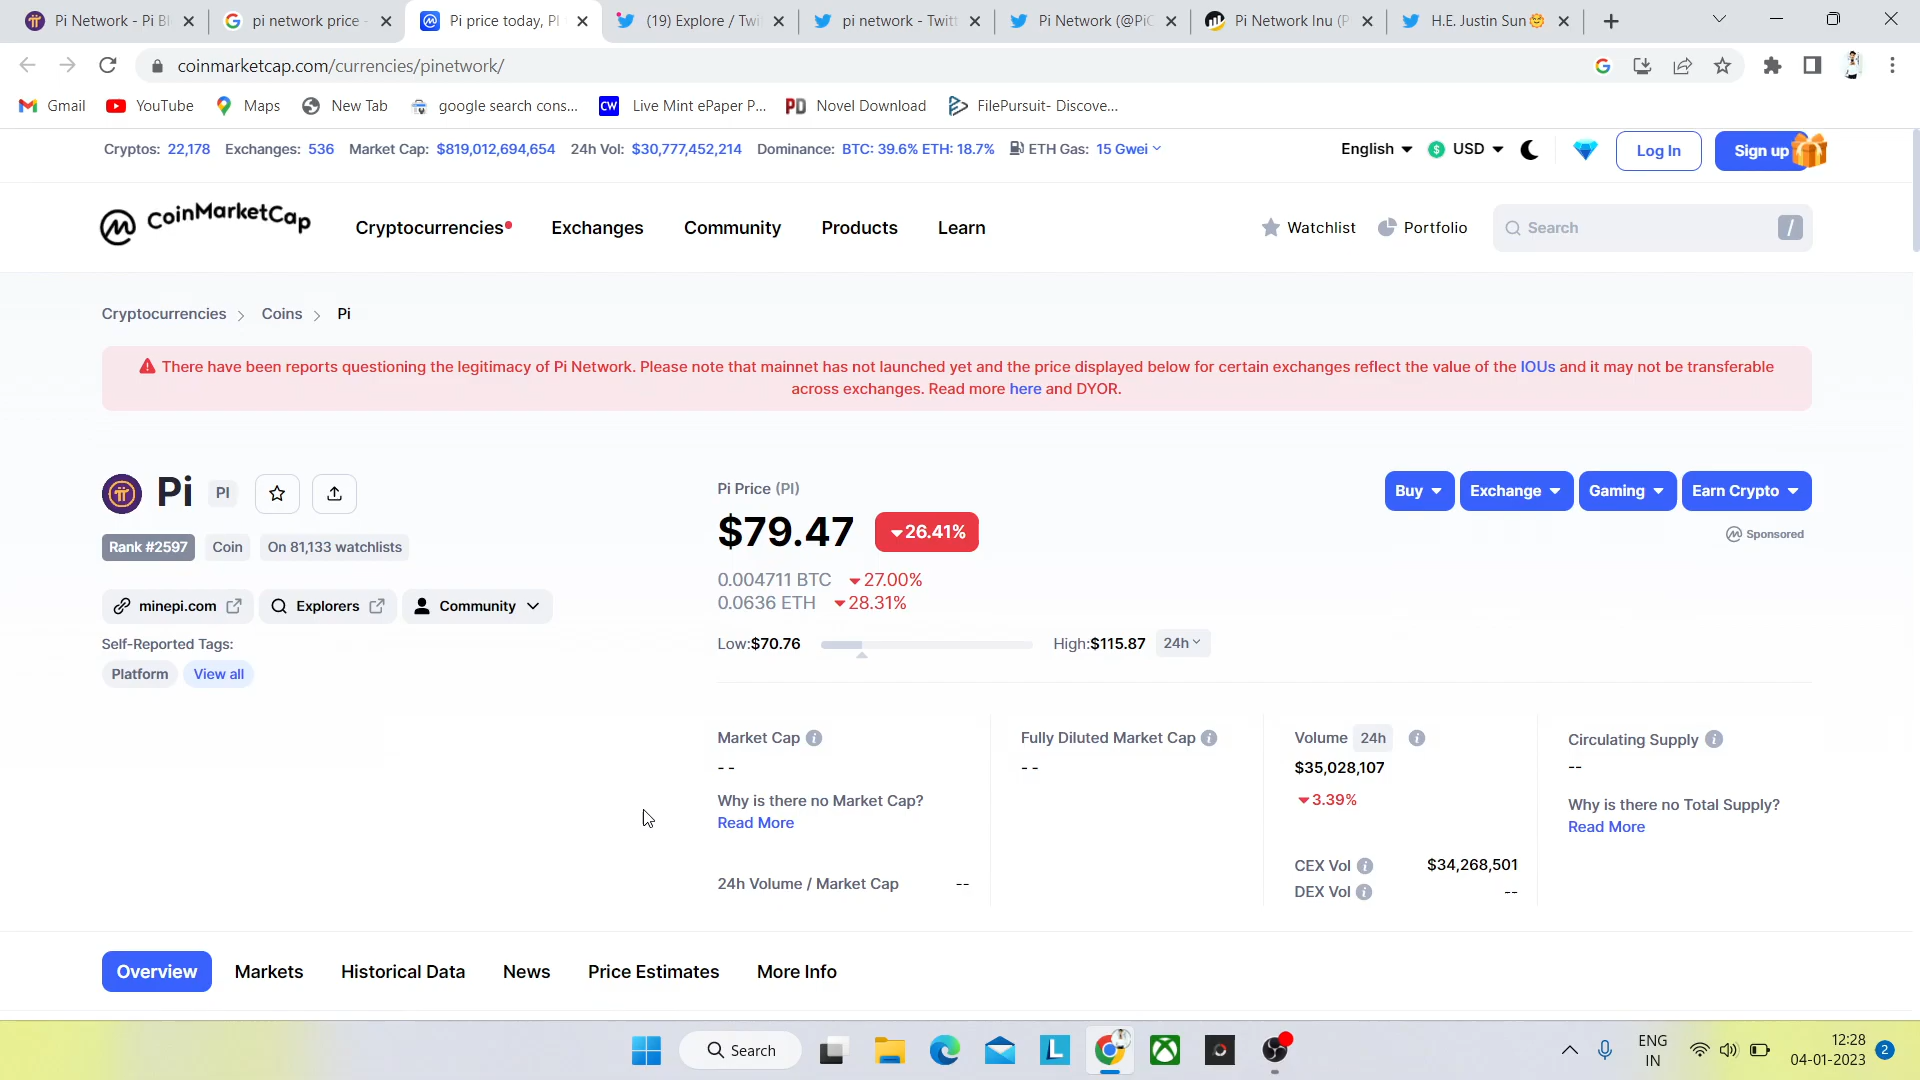 Pi Network - Pi Bl
pi network price -
Pi price today, PI
(19) Explore / Twi
pi network - Twitt
Pi Network (@PiC
Pi Network Inu (P
H.E. Justin Sun
coinmarketcap.com/currencies/pinetwork/
Gmail
YouTube
Maps
New Tab
google search cons...
CW
Live Mint ePaper P...
PD
Novel Download
FilePursuit- Discove...
Cryptos: 22,178 Exchanges: 536 Market Cap: $819,012,694,654 24h Vol: $30,777,452,214 Dominance: BTC: 39.6% ETH: 18.7% ETH Gas: 15 Gwei
English
$ USD
Log In
Sign up
CoinMarketCap
Cryptocurrencies
Exchanges
Community
Products
Learn
Watchlist
Portfolio
Search
/
Cryptocurrencies > Coins > Pi
There have been reports questioning the legitimacy of Pi Network. Please note that mainnet has not launched yet and the price displayed below for certain exchanges reflect the value of the IOUs and it may not be transferable
across exchanges. Read more here and DYOR.
Pi PI
Rank #2597
Coin
On 81,133 watchlists
minepi.com
Explorers
Community
Self-Reported Tags:
Platform
View all
Pi Price (PI)
$79.47
26.41%
0.004711 BTC 27.00%
0.0636 ETH 28.31%
Low:$70.76
High:$115.87
24h
Buy
Exchange
Gaming
Earn Crypto
Sponsored
Market Cap
- -
Why is there no Market Cap?
Read More
24h Volume / Market Cap --
Fully Diluted Market Cap
- -
Volume 24h
$35,028,107
3.39%
CEX Vol $34,268,501
DEX Vol --
Circulating Supply
--
Why is there no Total Supply?
Read More
Overview
Markets
Historical Data
News
Price Estimates
More Info
Search
L
ENG
IN
12:28
04-01-2023
2